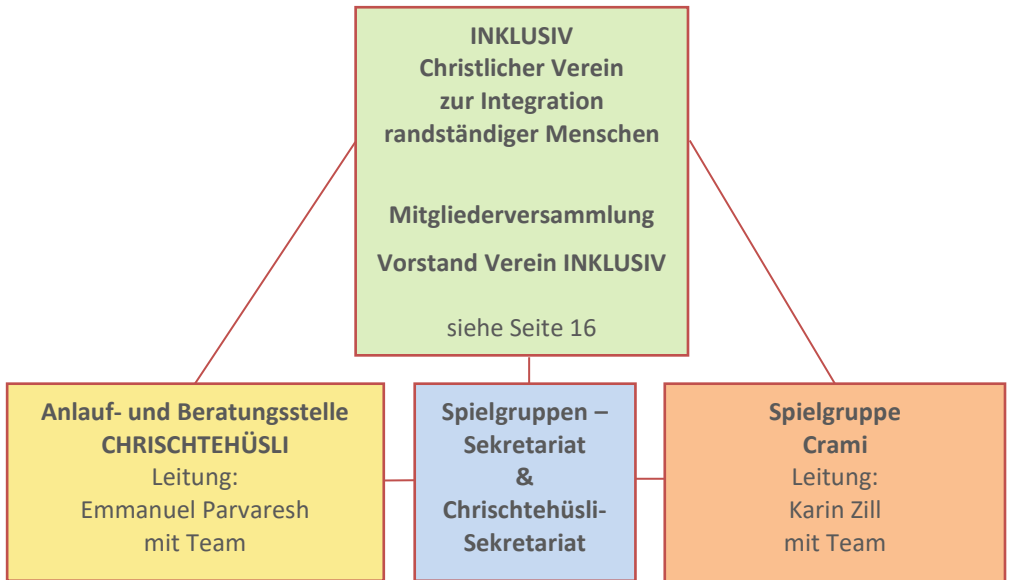 INKLUSIV
Christlicher Verein
zur Integration
randständiger Menschen
Mitgliederversammlung
Vorstand Verein INKLUSIV
siehe Seite 16
Anlauf- und Beratungsstelle
CHRISCHTEHÜSLI
Leitung:
Emmanuel Parvaresh
mit Team
Spielgruppen –
Sekretariat
&
Chrischtehüsli-
Sekretariat
Spielgruppe
Crami
Leitung:
Karin Zill
mit Team